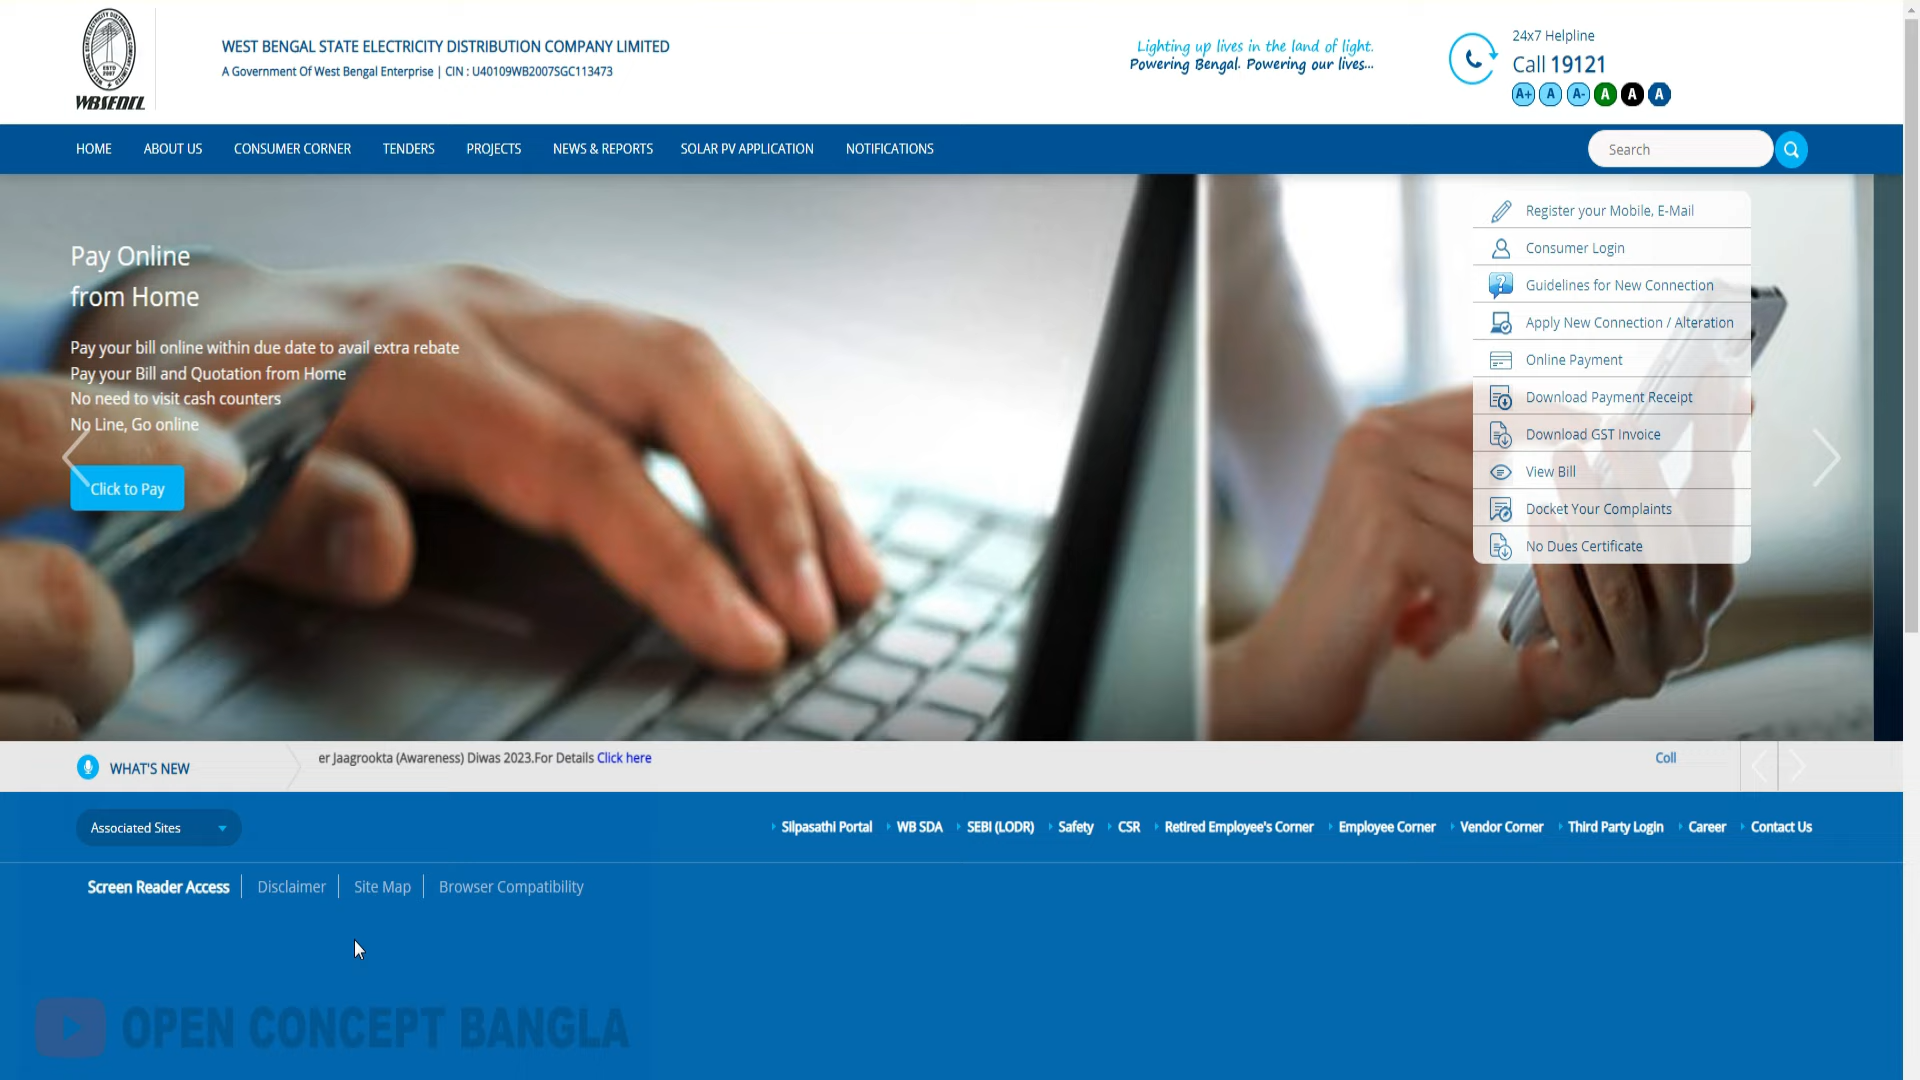 WBSEDCL
WEST BENGAL STATE ELECTRICITY DISTRIBUTION COMPANY LIMITED
A Government Of West Bengal Enterprise | CIN : U40109WB2007SGC113473
Lighting up lives in the land of light.
Powering Bengal. Powering our lives...
24x7 Helpline
Call 19121
A+ A A- A A A
HOME ABOUT US CONSUMER CORNER TENDERS PROJECTS NEWS & REPORTS SOLAR PV APPLICATION NOTIFICATIONS
Search
Pay Online
from Home
Pay your bill online within due date to avail extra rebate
Pay your Bill and Quotation from Home
No need to visit cash counters
No Line, Go online
Click to Pay
Register your Mobile, E-Mail
Consumer Login
Guidelines for New Connection
Apply New Connection / Alteration
Online Payment
Download Payment Receipt
Download GST Invoice
View Bill
Docket Your Complaints
No Dues Certificate
WHAT'S NEW
er Jaagrookta (Awareness) Diwas 2023.For Details Click here
Coll
Associated Sites
Silpasathi Portal WB SDA SEBI (LODR) Safety CSR Retired Employee's Corner Employee Corner Vendor Corner Third Party Login Career Contact Us
Screen Reader Access Disclaimer Site Map Browser Compatibility
OPEN CONCEPT BANGLA